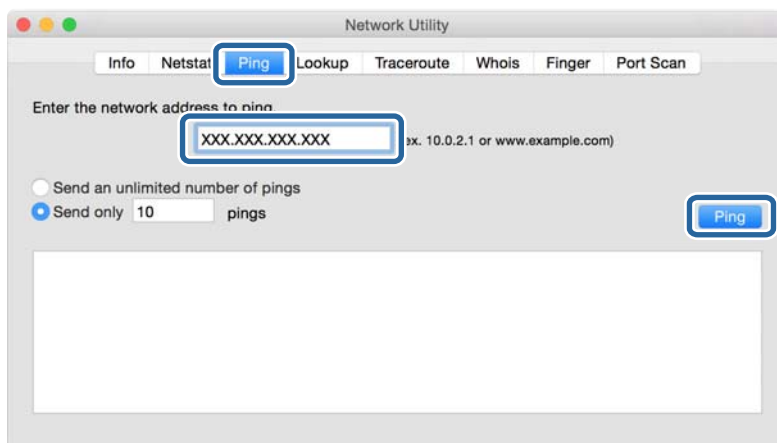 Network Utility
Info Netstat Ping Lookup Traceroute Whois Finger Port Scan
Enter the network address to ping.
XXX.XXX.XXX.XXX ex. 10.0.2.1 or www.example.com)
Send an unlimited number of pings
Send only 10 pings
Ping